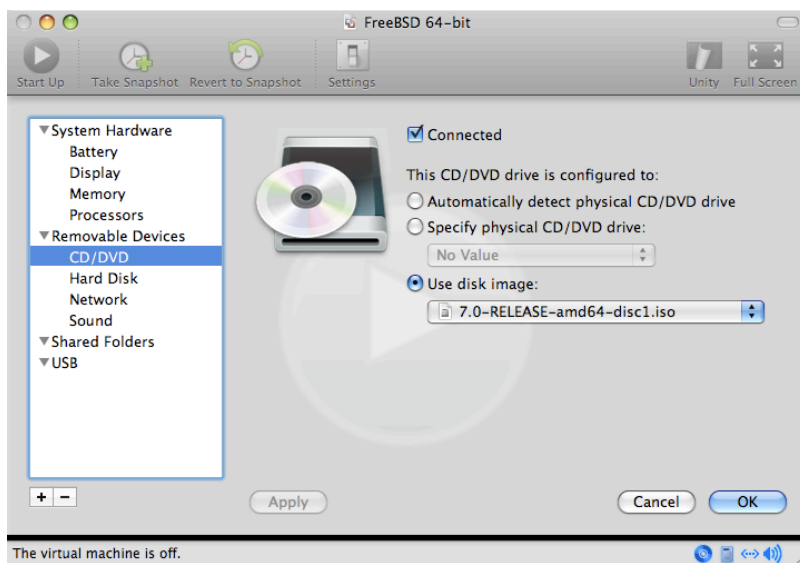 FreeBSD 64-bit
Start Up Take Snapshot Revert to Snapshot Settings Unity Full Screen
System Hardware
Battery
Display
Memory
Processors
Removable Devices
CD/DVD
Hard Disk
Network
Sound
Shared Folders
USB
Connected
This CD/DVD drive is configured to:
Automatically detect physical CD/DVD drive
Specify physical CD/DVD drive:
No Value
Use disk image:
7.0-RELEASE-amd64-disc1.iso
+ −
Apply Cancel OK
The virtual machine is off.